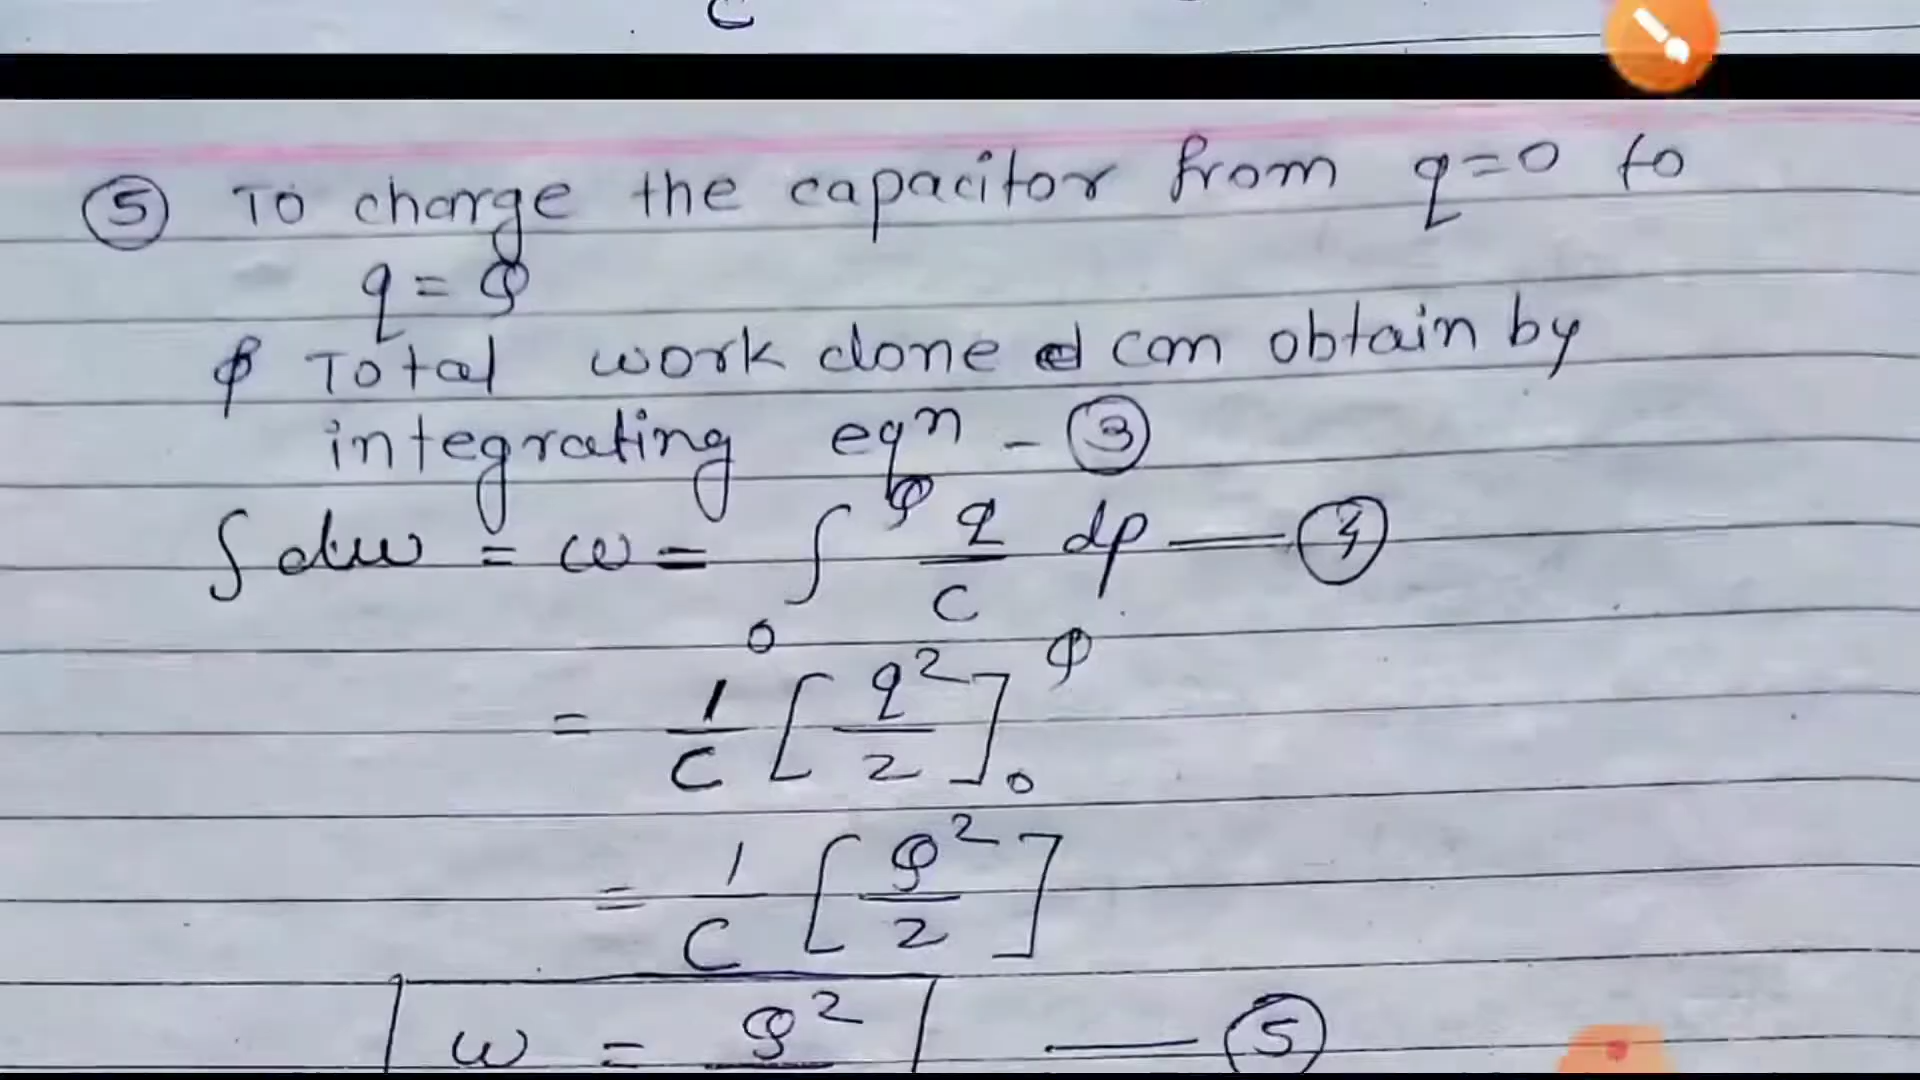 C
⑤ To charge the capacitor from q=0 to
q = Q
Total work done can obtain by
integrating eqn - ③
∫dw = w = ∫₀^Q q/C dp — ④
= 1/C [q²/2]₀^Q
= 1/C [Q²/2]
w = Q² — ⑤